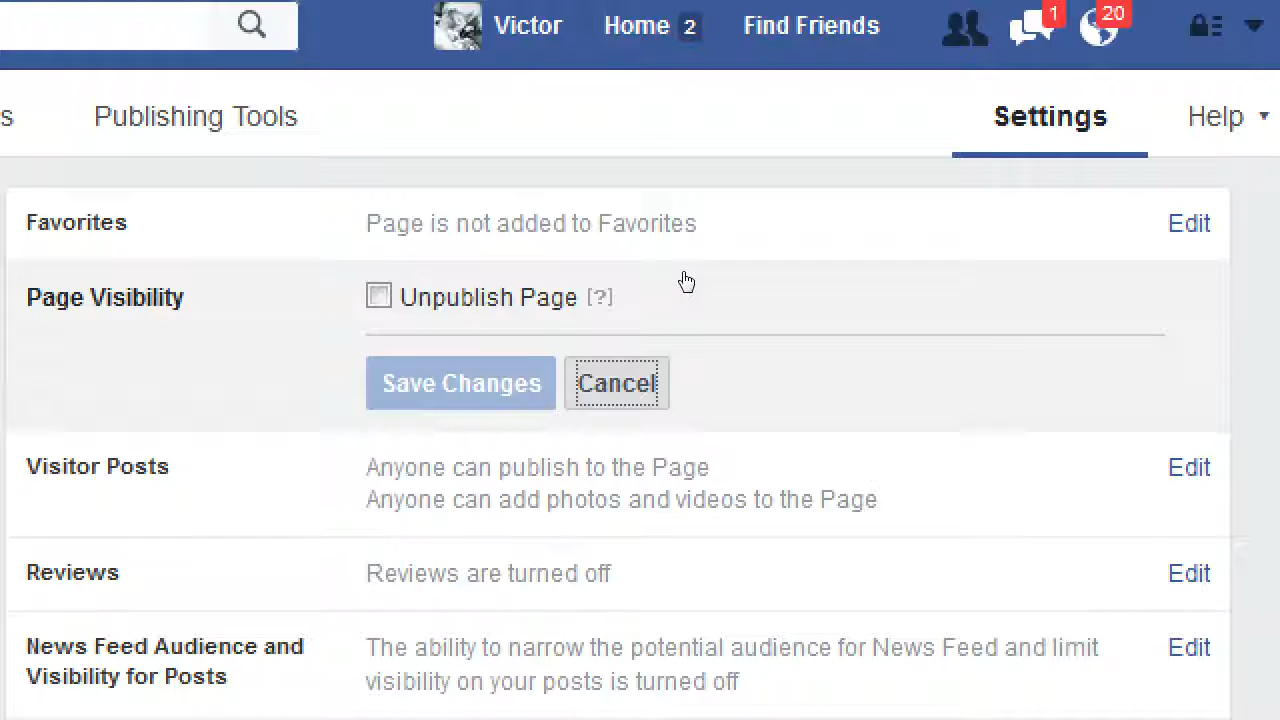 Victor Home 2 Find Friends 1 20
s Publishing Tools Settings Help
Favorites Page is not added to Favorites Edit
Page Visibility Unpublish Page [?]
Save Changes Cancel
Visitor Posts Anyone can publish to the Page Edit
Anyone can add photos and videos to the Page
Reviews Reviews are turned off Edit
News Feed Audience and The ability to narrow the potential audience for News Feed and limit Edit
Visibility for Posts visibility on your posts is turned off